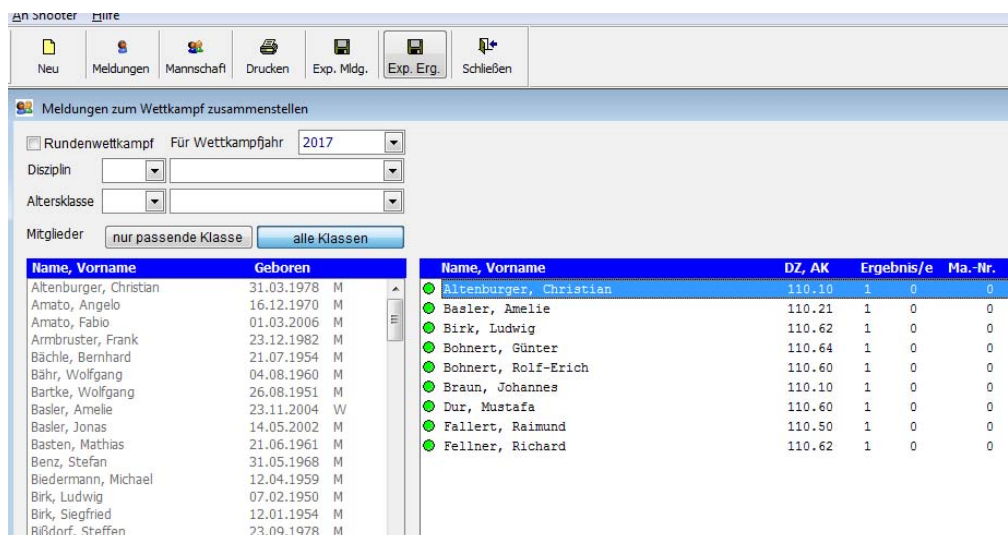 An Shooter Hilfe
Neu Meldungen Mannschaft Drucken Exp. Mldg. Exp. Erg. Schließen
Meldungen zum Wettkampf zusammenstellen
Rundenwettkampf Für Wettkampfjahr 2017
Disziplin
Altersklasse
Mitglieder nur passende Klasse alle Klassen
Name, Vorname Geboren
Altenburger, Christian 31.03.1978 M
Amato, Angelo 16.12.1970 M
Amato, Fabio 01.03.2006 M
Armbruster, Frank 23.12.1982 M
Bächle, Bernhard 21.07.1954 M
Bähr, Wolfgang 04.08.1960 M
Bartke, Wolfgang 26.08.1951 M
Basler, Amelie 23.11.2004 W
Basler, Jonas 14.05.2002 M
Basten, Mathias 21.06.1961 M
Benz, Stefan 31.05.1968 M
Biedermann, Michael 12.04.1959 M
Birk, Ludwig 07.02.1950 M
Birk, Siegfried 12.01.1954 M
Bißdorf, Steffen 23.09.1978 M
Name, Vorname DZ, AK Ergebnis/e Ma.-Nr.
Altenburger, Christian 110.10 1 0 0
Basler, Amelie 110.21 1 0 0
Birk, Ludwig 110.62 1 0 0
Bohnert, Günter 110.64 1 0 0
Bohnert, Rolf-Erich 110.60 1 0 0
Braun, Johannes 110.10 1 0 0
Dur, Mustafa 110.60 1 0 0
Fallert, Raimund 110.50 1 0 0
Fellner, Richard 110.62 1 0 0